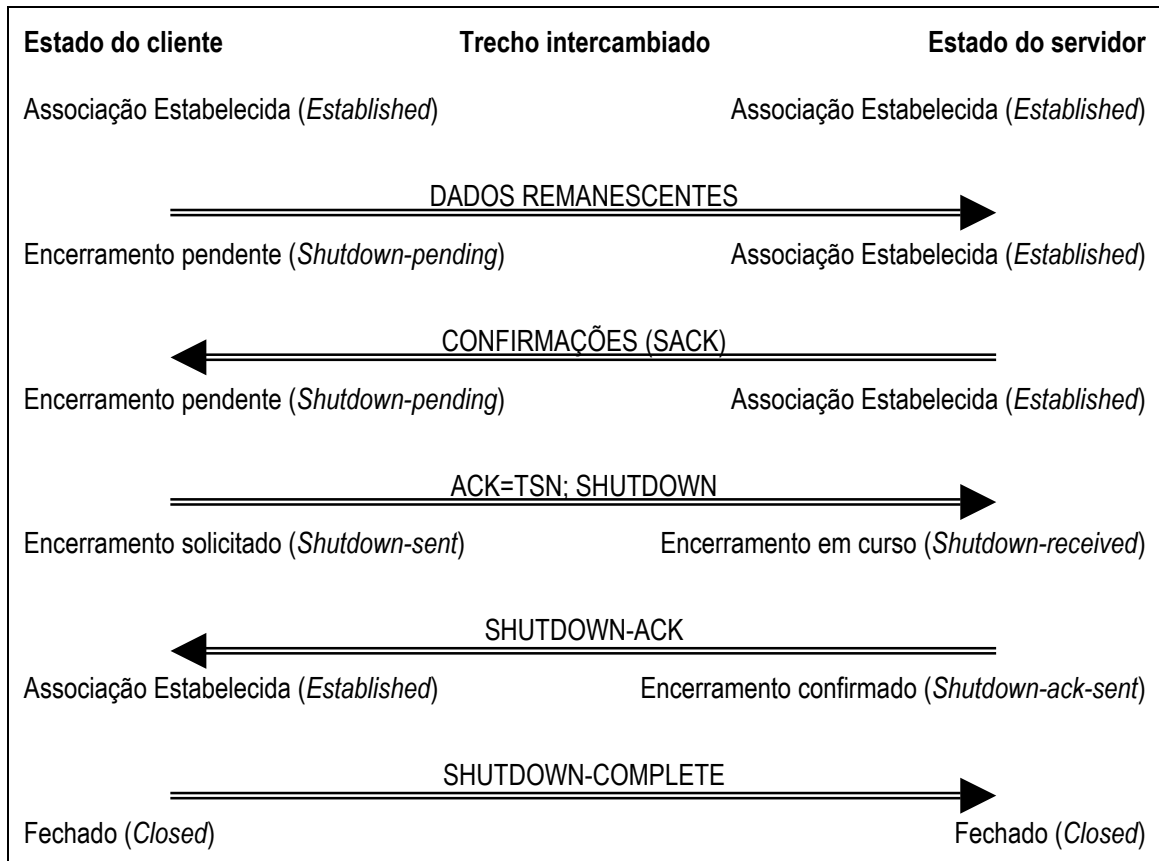 Estado do cliente Trecho intercambiado Estado do servidor
Associação Estabelecida (Established) Associação Estabelecida (Established)
DADOS REMANESCENTES
Encerramento pendente (Shutdown-pending) Associação Estabelecida (Established)
CONFIRMAÇÕES (SACK)
Encerramento pendente (Shutdown-pending) Associação Estabelecida (Established)
ACK=TSN; SHUTDOWN
Encerramento solicitado (Shutdown-sent) Encerramento em curso (Shutdown-received)
SHUTDOWN-ACK
Associação Estabelecida (Established) Encerramento confirmado (Shutdown-ack-sent)
SHUTDOWN-COMPLETE
Fechado (Closed) Fechado (Closed)